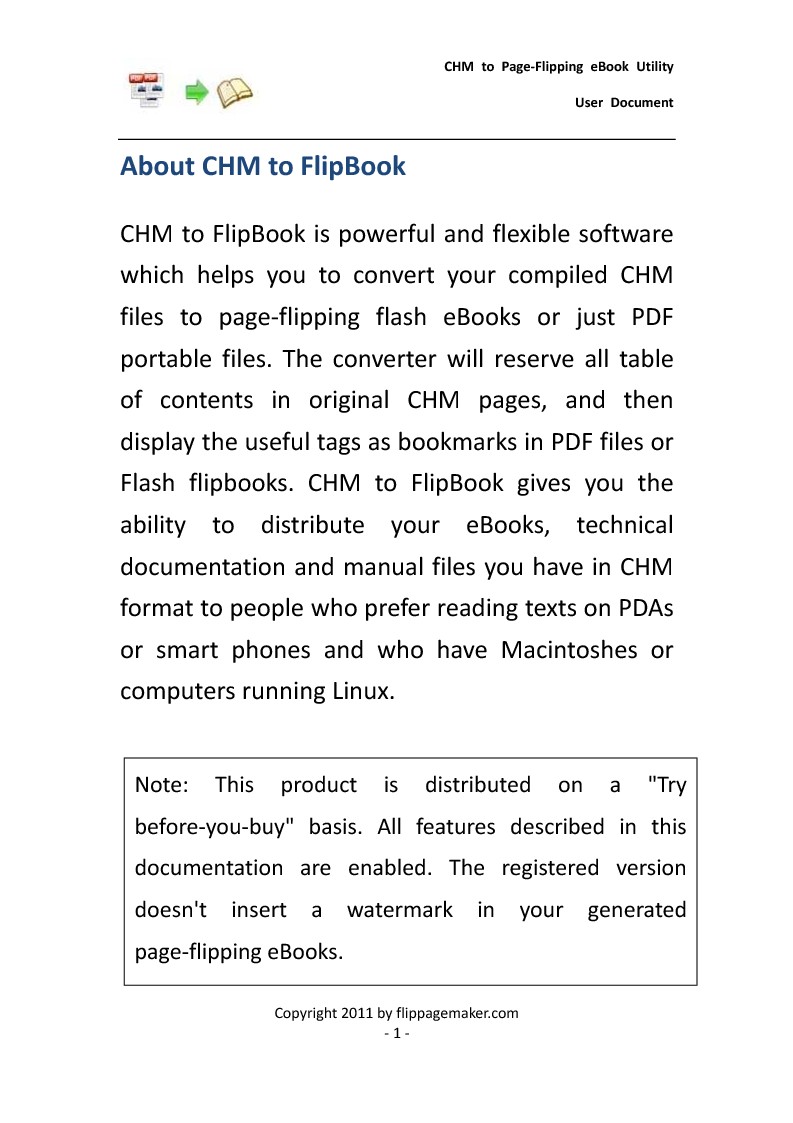 CHM to Page-Flipping eBook Utility
User Document
About CHM to FlipBook
CHM to FlipBook is powerful and flexible software
which helps you to convert your compiled CHM
files to page-flipping flash eBooks or just PDF
portable files. The converter will reserve all table
of contents in original CHM pages, and then
display the useful tags as bookmarks in PDF files or
Flash flipbooks. CHM to FlipBook gives you the
ability to distribute your eBooks, technical
documentation and manual files you have in CHM
format to people who prefer reading texts on PDAs
or smart phones and who have Macintoshes or
computers running Linux.
Note: This product is distributed on a "Try
before-you-buy" basis. All features described in this
documentation are enabled. The registered version
doesn't insert a watermark in your generated
page-flipping eBooks.
Copyright 2011 by flippagemaker.com
- 1 -